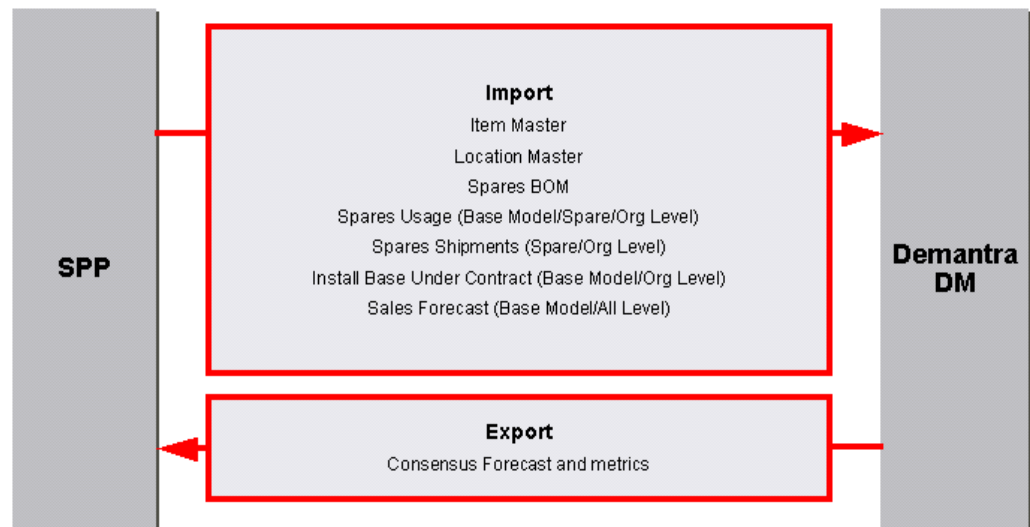 Import
Item Master
Location Master
Spares BOM
Spares Usage (Base Model/Spare/Org Level)
Spares Shipments (Spare/Org Level)
Install Base Under Contract (Base Model/Org Level)
Sales Forecast (Base Model/All Level)
SPP
Demantra
DM
Export
Consensus Forecast and metrics